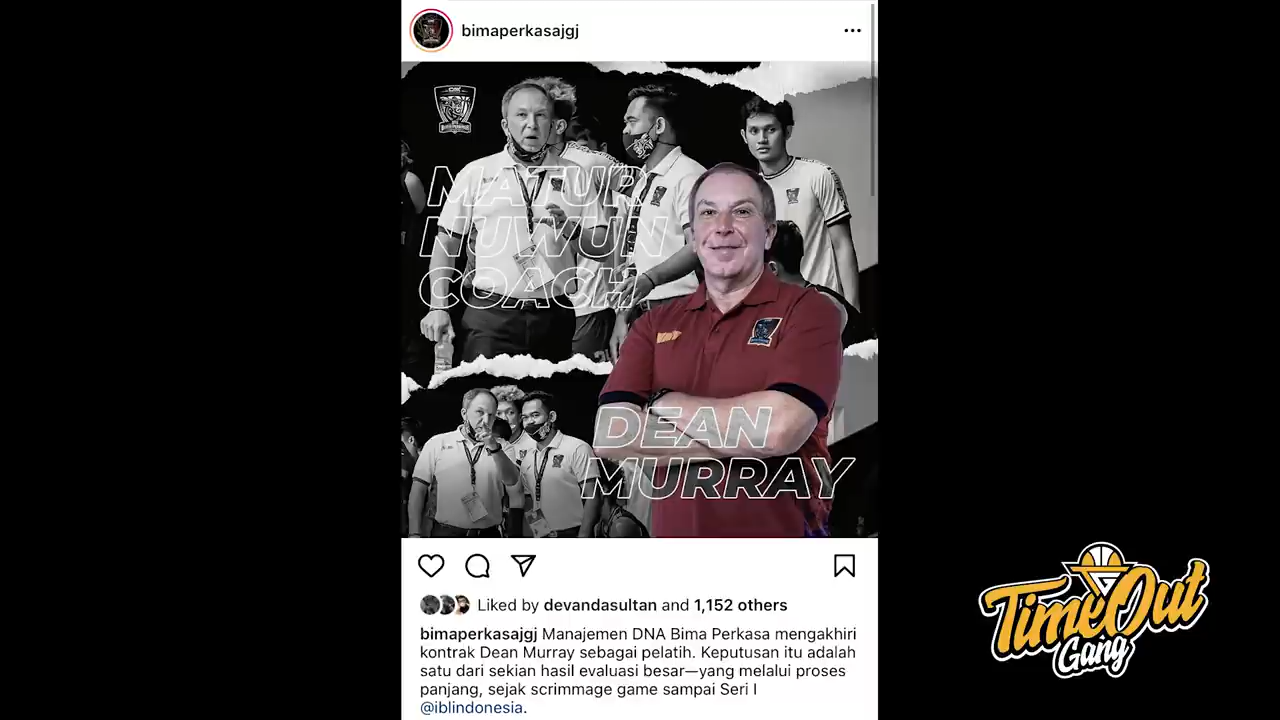 bimaperkasajgj
MATUR
NUWUN
COACH
DEAN
MURRAY
Liked by devandasultan and 1,152 others
bimaperkasajgj Manajemen DNA Bima Perkasa mengakhiri
kontrak Dean Murray sebagai pelatih. Keputusan itu adalah
satu dari sekian hasil evaluasi besar—yang melalui proses
panjang, sejak scrimmage game sampai Seri I
@iblindonesia.
TimeOut
Gang